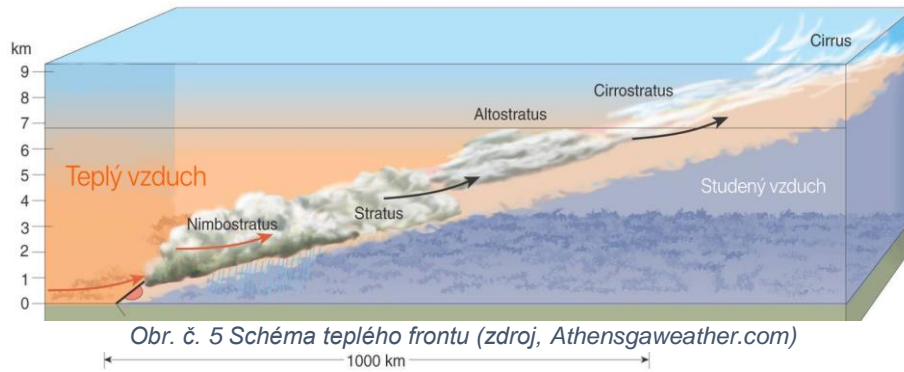 km
9
8
7
6
5
4
3
2
1
0
Cirrus
Cirrostratus
Altostratus
Teplý vzduch
Studený vzduch
Nimbostratus
Stratus
Obr. č. 5 Schéma teplého frontu (zdroj, Athensgaweather.com)
1000 km